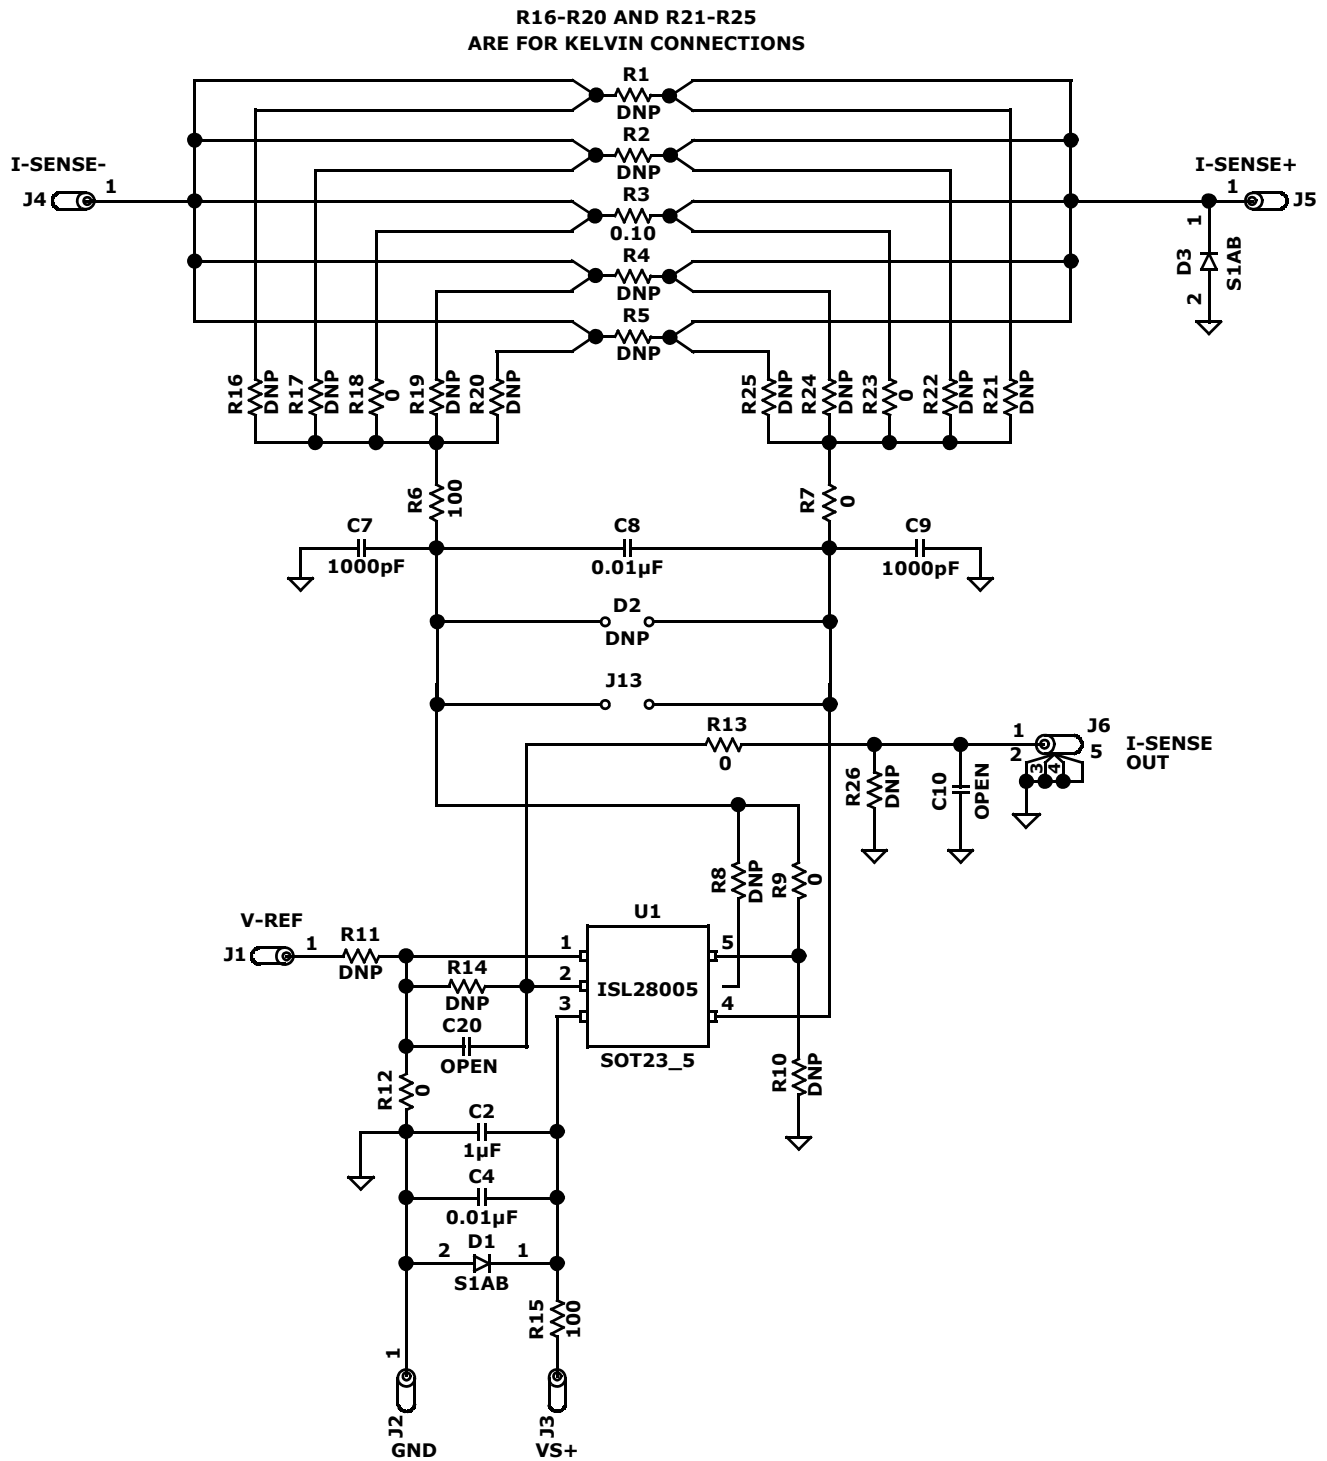 R16-R20 AND R21-R25
ARE FOR KELVIN CONNECTIONS
R1
DNP
R2
DNP
I-SENSE-
J4
1
I-SENSE+
1
J5
R3
0.10
1
D3
S1AB
2
R4
DNP
R5
DNP
R16
DNP
R17
DNP
R18
0
R19
DNP
R20
DNP
R25
DNP
R24
DNP
R23
0
R22
DNP
R21
DNP
R6
100
R7
0
C7
1000pF
C8
0.01µF
C9
1000pF
D2
DNP
J13
R13
0
1
2
3
4
5
J6
I-SENSE
OUT
R26
DNP
C10
OPEN
R8
DNP
R9
0
V-REF
J1
1
R11
DNP
U1
1
2
3
5
4
ISL28005
SOT23_5
R14
DNP
C20
OPEN
R12
0
R10
DNP
C2
1µF
C4
0.01µF
2
D1
1
S1AB
R15
100
1
J2
GND
J3
VS+